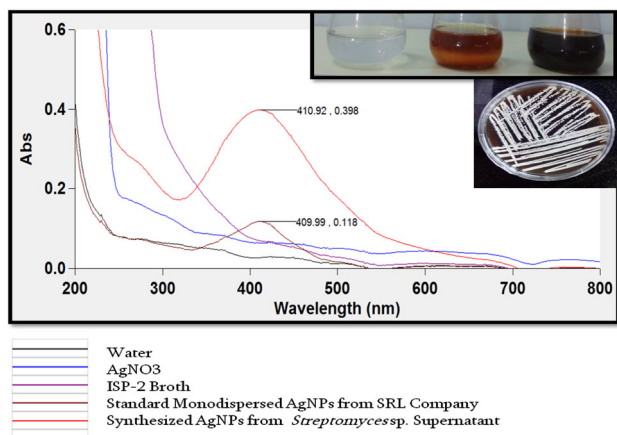 0.6
0.4
0.2
0.0
Abs
410.92 , 0.398
409.99 , 0.118
200 300 400 500 600 700 800
Wavelength (nm)
Water
AgNO3
ISP-2 Broth
Standard Monodispersed AgNPs from SRL Company
Synthesized AgNPs from Streptomycessp. Supernatant